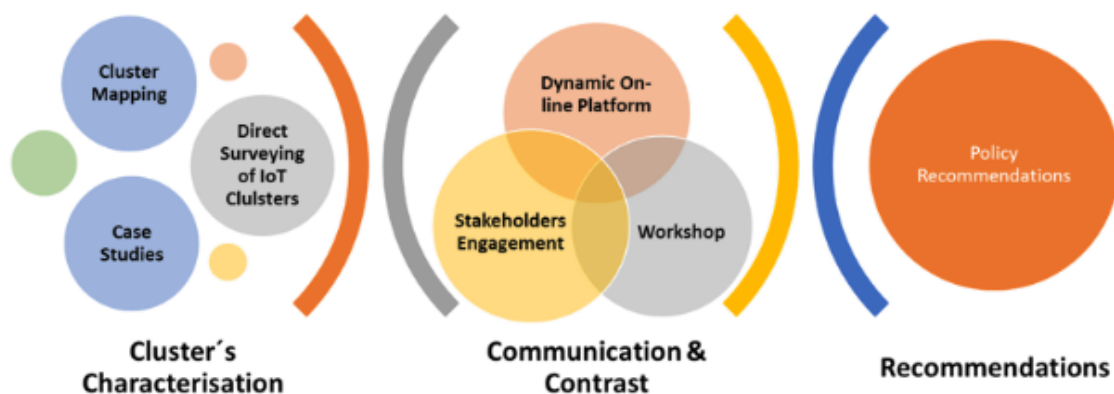 Cluster
Mapping
Direct
Surveying
of IoT
Clulsters
Case
Studies
Cluster´s
Characterisation
Dynamic On-
line Platform
Stakeholders
Engagement
Workshop
Communication &
Contrast
Policy
Recommendations
Recommendations